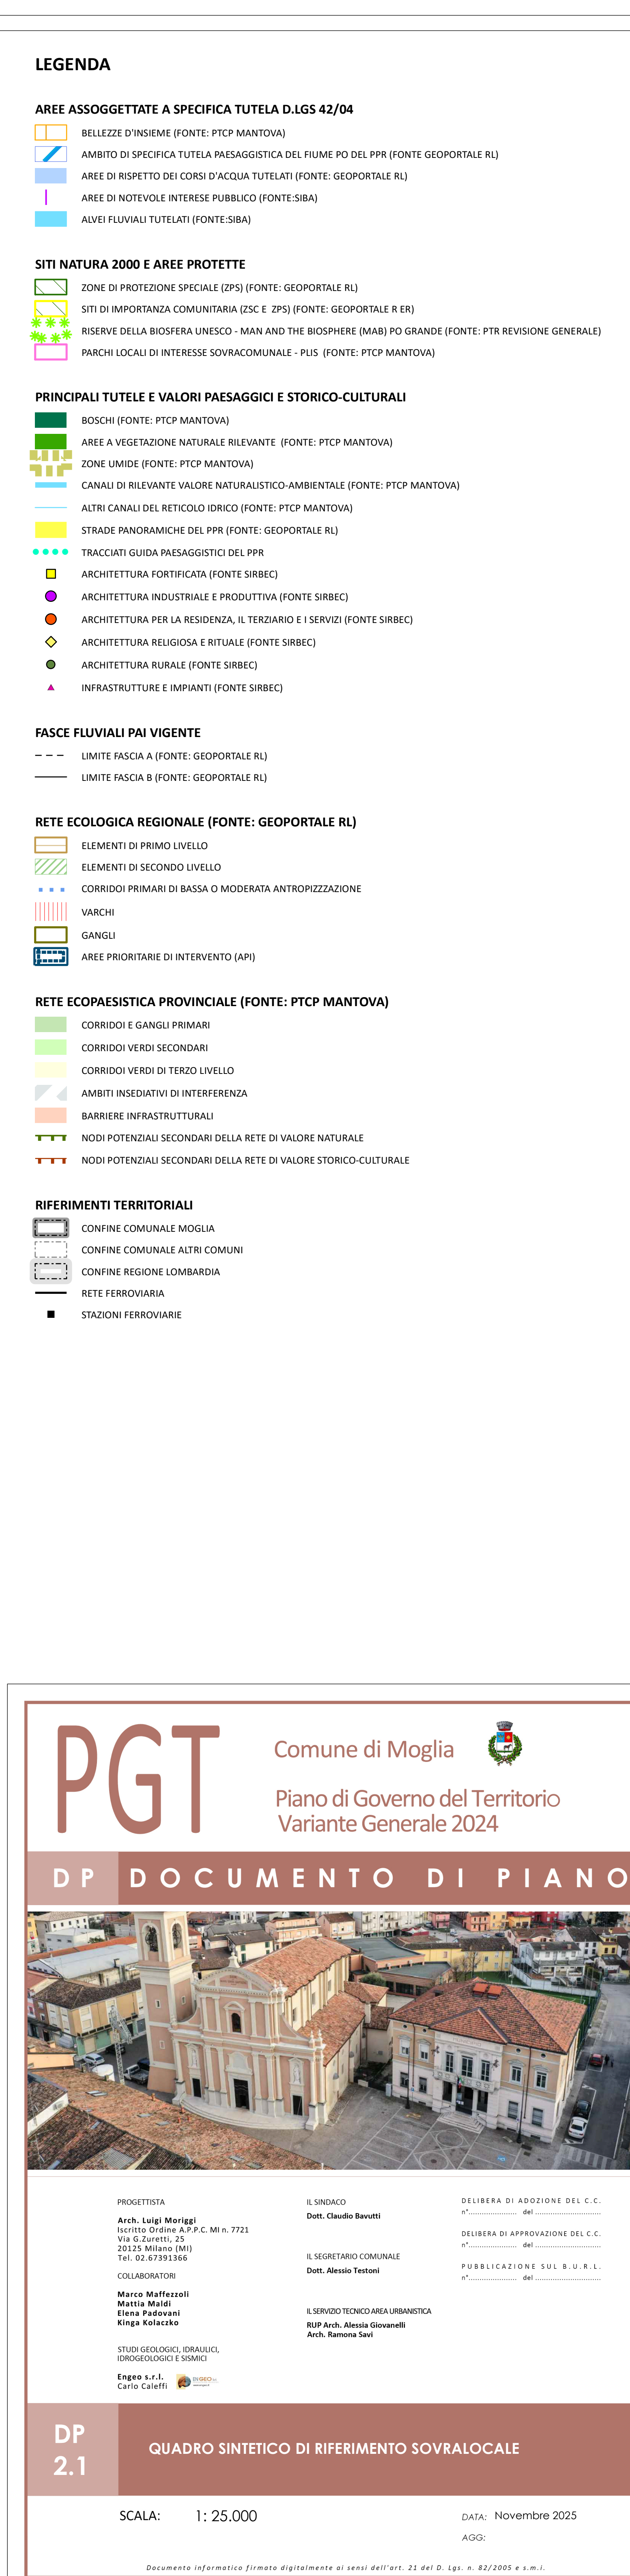 LEGENDA
AREE ASSOGGETTATE A SPECIFICA TUTELA D.LGS 42/04
BELLEZZE D'INSIEME (FONTE: PTCP MANTOVA)
AMBITO DI SPECIFICA TUTELA PAESAGGISTICA DEL FIUME PO DEL PPR (FONTE GEOPORTALE RL)
AREE DI RISPETTO DEI CORSI D'ACQUA TUTELATI (FONTE: GEOPORTALE RL)
AREE DI NOTEVOLE INTERESE PUBBLICO (FONTE:SIBA)
ALVEI FLUVIALI TUTELATI (FONTE:SIBA)
SITI NATURA 2000 E AREE PROTETTE
ZONE DI PROTEZIONE SPECIALE (ZPS) (FONTE: GEOPORTALE RL)
SITI DI IMPORTANZA COMUNITARIA (ZSC E  ZPS) (FONTE: GEOPORTALE R ER)
RISERVE DELLA BIOSFERA UNESCO - MAN AND THE BIOSPHERE (MAB) PO GRANDE (FONTE: PTR REVISIONE GENERALE)
PARCHI LOCALI DI INTERESSE SOVRACOMUNALE - PLIS  (FONTE: PTCP MANTOVA)
PRINCIPALI TUTELE E VALORI PAESAGGICI E STORICO-CULTURALI
BOSCHI (FONTE: PTCP MANTOVA)
AREE A VEGETAZIONE NATURALE RILEVANTE  (FONTE: PTCP MANTOVA)
ZONE UMIDE (FONTE: PTCP MANTOVA)
CANALI DI RILEVANTE VALORE NATURALISTICO-AMBIENTALE (FONTE: PTCP MANTOVA)
ALTRI CANALI DEL RETICOLO IDRICO (FONTE: PTCP MANTOVA)
STRADE PANORAMICHE DEL PPR (FONTE: GEOPORTALE RL)
TRACCIATI GUIDA PAESAGGISTICI DEL PPR
ARCHITETTURA FORTIFICATA (FONTE SIRBEC)
ARCHITETTURA INDUSTRIALE E PRODUTTIVA (FONTE SIRBEC)
ARCHITETTURA PER LA RESIDENZA, IL TERZIARIO E I SERVIZI (FONTE SIRBEC)
ARCHITETTURA RELIGIOSA E RITUALE (FONTE SIRBEC)
ARCHITETTURA RURALE (FONTE SIRBEC)
INFRASTRUTTURE E IMPIANTI (FONTE SIRBEC)
FASCE FLUVIALI PAI VIGENTE
LIMITE FASCIA A (FONTE: GEOPORTALE RL)
LIMITE FASCIA B (FONTE: GEOPORTALE RL)
RETE ECOLOGICA REGIONALE (FONTE: GEOPORTALE RL)
ELEMENTI DI PRIMO LIVELLO
ELEMENTI DI SECONDO LIVELLO
CORRIDOI PRIMARI DI BASSA O MODERATA ANTROPIZZZAZIONE
VARCHI
GANGLI
AREE PRIORITARIE DI INTERVENTO (API)
RETE ECOPAESISTICA PROVINCIALE (FONTE: PTCP MANTOVA)
CORRIDOI E GANGLI PRIMARI
CORRIDOI VERDI SECONDARI
CORRIDOI VERDI DI TERZO LIVELLO
AMBITI INSEDIATIVI DI INTERFERENZA
BARRIERE INFRASTRUTTURALI
NODI POTENZIALI SECONDARI DELLA RETE DI VALORE NATURALE
NODI POTENZIALI SECONDARI DELLA RETE DI VALORE STORICO-CULTURALE
RIFERIMENTI TERRITORIALI
CONFINE COMUNALE MOGLIA
CONFINE COMUNALE ALTRI COMUNI
CONFINE REGIONE LOMBARDIA
RETE FERROVIARIA
STAZIONI FERROVIARIE
PGT
Comune di Moglia
Piano di Governo del Territorio
Variante Generale 2024
DP DOCUMENTO DI PIANO
PROGETTISTA
Arch. Luigi Moriggi
Iscritto Ordine A.P.P.C. MI n. 7721
Via G.Zuretti, 25
20125 Milano (MI)
Tel. 02.67391366
COLLABORATORI
Marco Maffezzoli
Mattia Maldi
Elena Padovani
Kinga Kolaczko
STUDI GEOLOGICI, IDRAULICI,
IDROGEOLOGICI E SISMICI
Engeo s.r.l.
Carlo Caleffi
IL SINDACO
Dott. Claudio Bavutti
IL SEGRETARIO COMUNALE
Dott. Alessio Testoni
IL SERVIZIO TECNICO AREA URBANISTICA
RUP Arch. Alessia Giovanelli
Arch. Ramona Savi
DELIBERA DI ADOZIONE DEL C.C.
n°...................... del ..............................
DELIBERA DI APPROVAZIONE DEL C.C.
n°...................... del ..............................
PUBBLICAZIONE SUL B.U.R.L.
n°...................... del ..............................
DP
2.1
QUADRO SINTETICO DI RIFERIMENTO SOVRALOCALE
SCALA: 1: 25.000
DATA: Novembre 2025
AGG:
Documento informatico firmato digitalmente ai sensi dell'art. 21 del D. Lgs. n. 82/2005 e s.m.i.